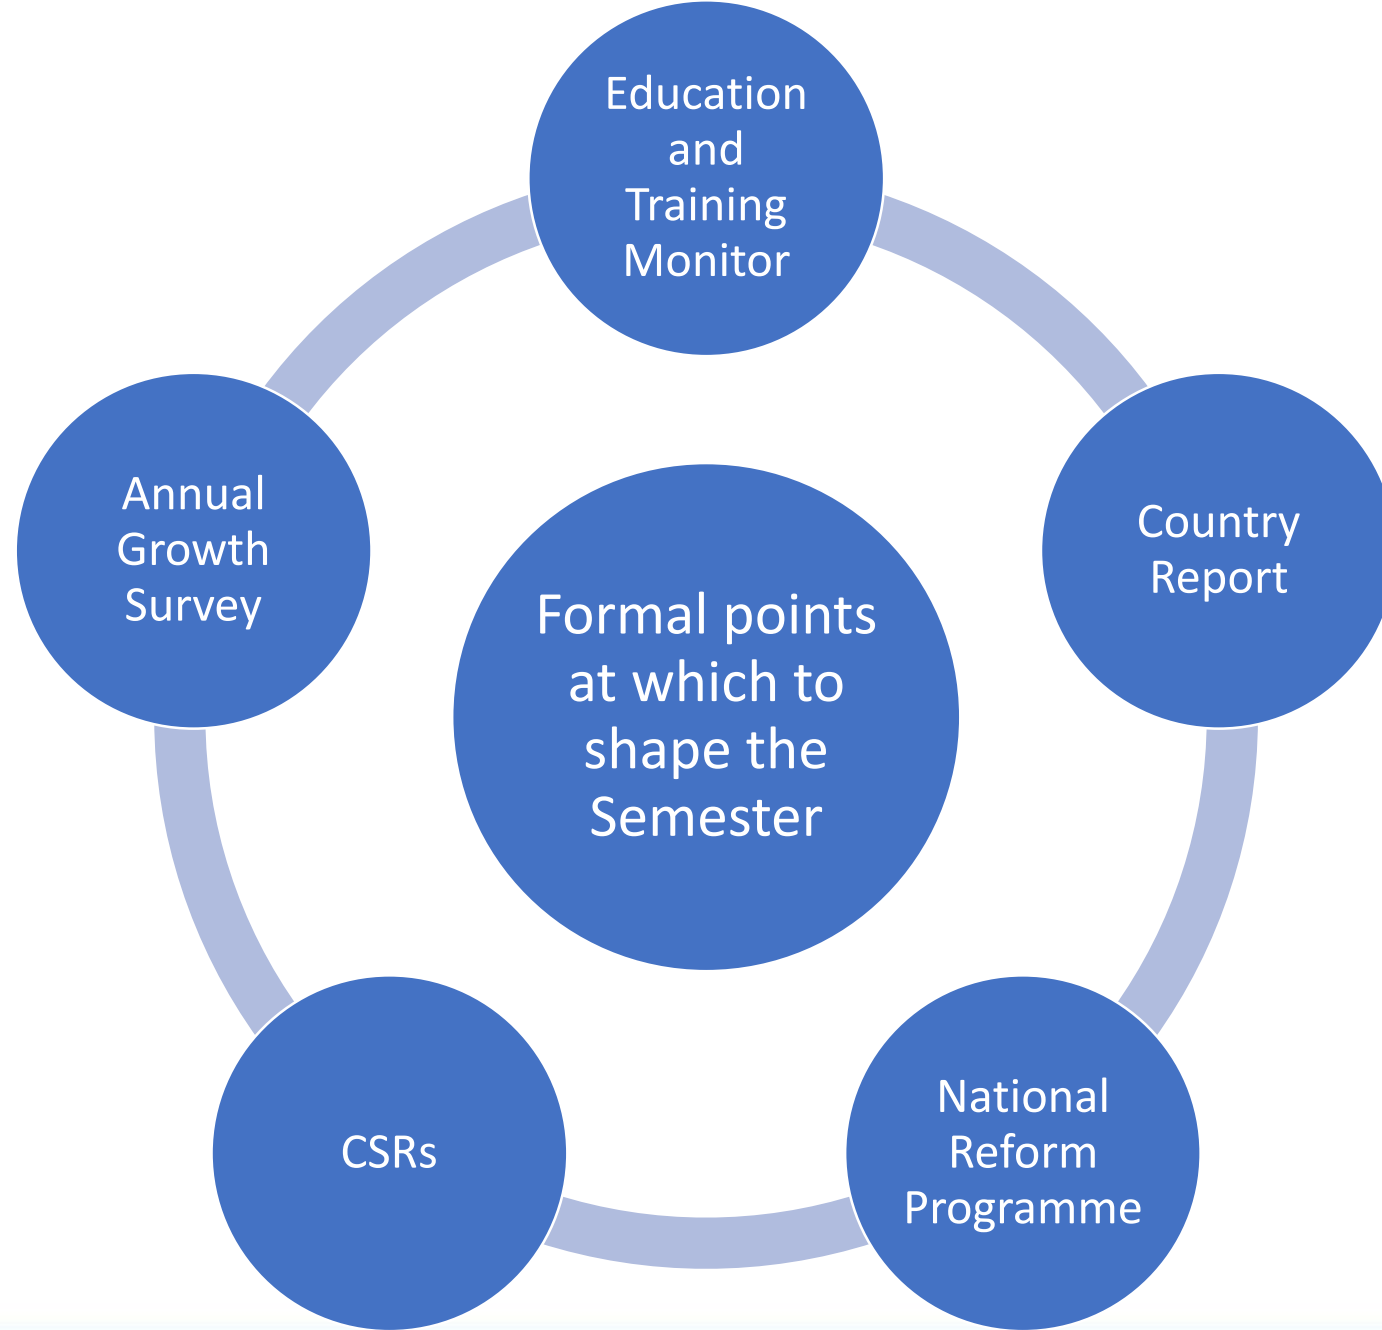 Education
and
Training
Monitor
Country
Report
National
Reform
Programme
CSRs
Annual
Growth
Survey
Formal points
at which to
shape the
Semester